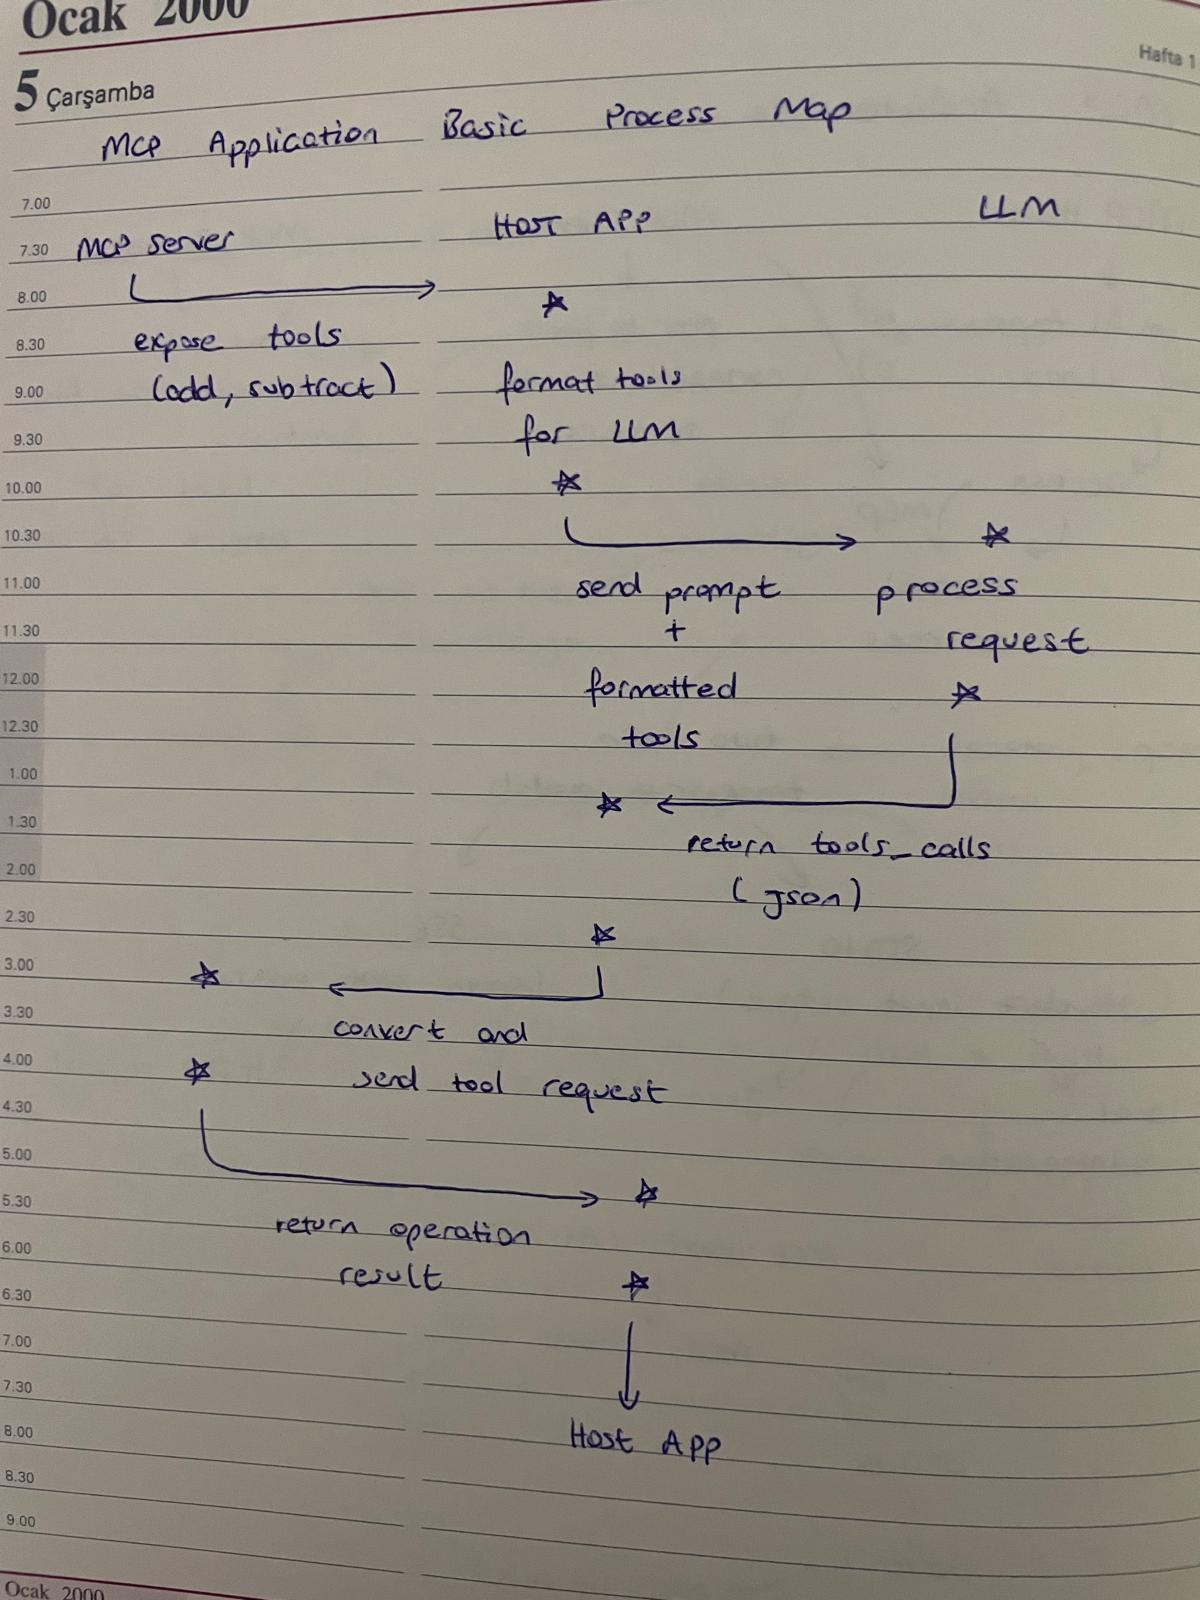 Ocak 2000
Hafta 1
5 Çarşamba
MCP Application Basic Process Map
7.00
LLM
HOST APP
7.30 MCP server
8.00
8.30 expose tools
9.00 (add, subtract)
format tools
9.30
for LLM
10.00
10.30
11.00
send prompt process
11.30
+ request
12.00
formatted
12.30
tools
1.00
1.30
return tools_calls
2.00
(json)
2.30
3.00
3.30
convert and
4.00
send tool request
4.30
5.00
5.30
return operation
6.00
result
6.30
7.00
7.30
8.00
Host APP
8.30
9.00
Ocak 2000